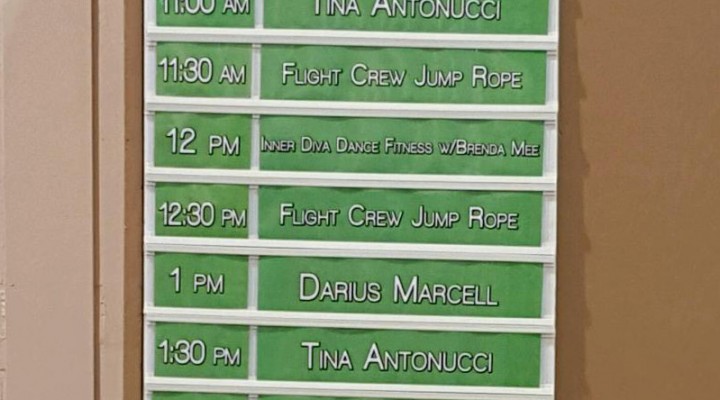 11:00 AM Tina Antonucci
11:30 AM Flight Crew Jump Rope
12 PM Inner Diva Dance Fitness w/Brenda Mee
12:30 PM Flight Crew Jump Rope
1 PM Darius Marcell
1:30 PM Tina Antonucci